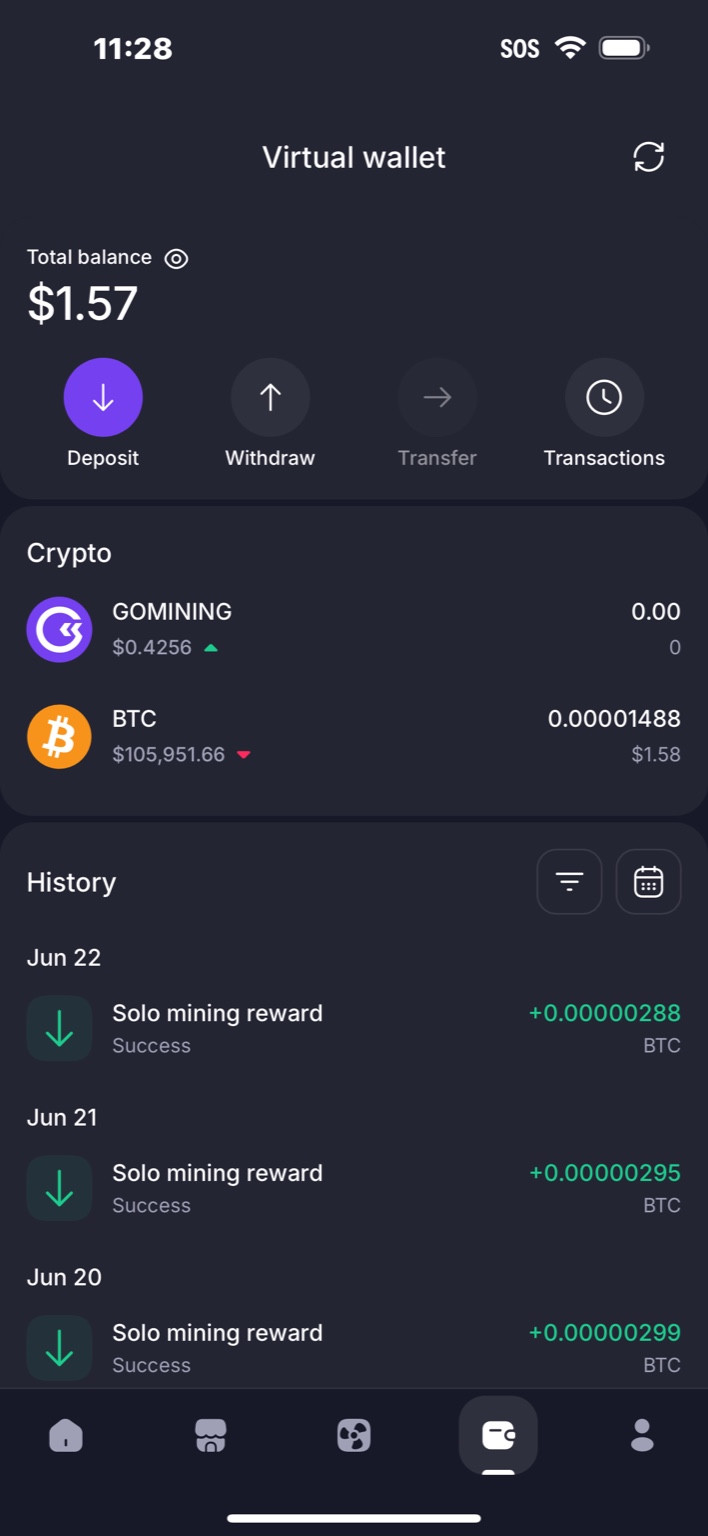 11:28 SOS
Virtual wallet
Total balance
$1.57
Deposit Withdraw Transfer Transactions
Crypto
GOMINING 0.00
$0.4256 0
BTC 0.00001488
$105,951.66 $1.58
History
Jun 22
Solo mining reward +0.00000288
Success BTC
Jun 21
Solo mining reward +0.00000295
Success BTC
Jun 20
Solo mining reward +0.00000299
Success BTC